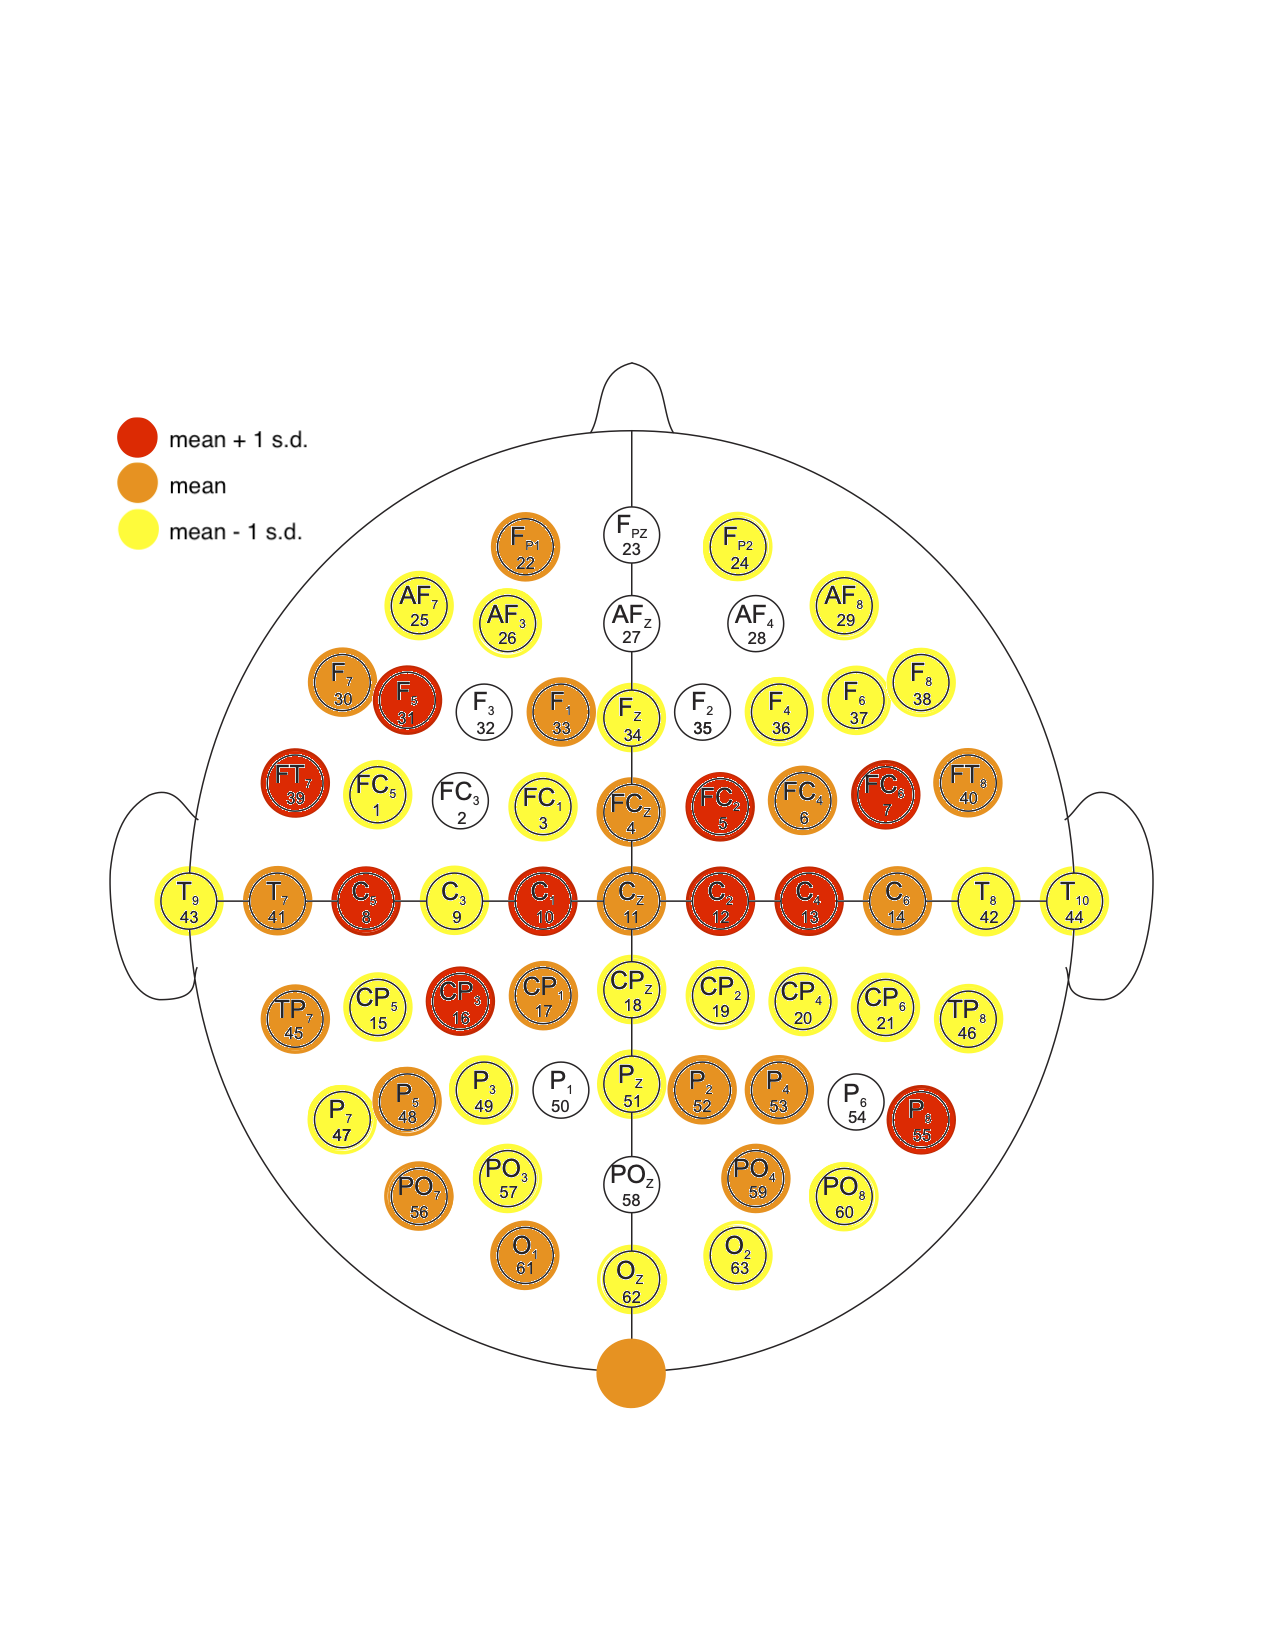 mean + 1 s.d.
mean
mean - 1 s.d.
FP1 FPZ FP2
22 23 24
AF7 AF3 AFZ AF4 AF8
25 26 27 28 29
F7 F5 F3 F1 FZ F2 F4 F6 F8
30 31 32 33 34 35 36 37 38
FT7 FC5 FC3 FC1 FCZ FC2 FC4 FC6 FT8
39 1 2 3 4 5 6 7 40
T9 T7 C5 C3 C1 CZ C2 C4 C6 T8 T10
43 41 8 9 10 11 12 13 14 42 44
TP7 CP5 CP3 CP1 CPZ CP2 CP4 CP6 TP8
45 15 16 17 18 19 20 21 46
P7 P5 P3 P1 PZ P2 P4 P6 P8
47 48 49 50 51 52 53 54 55
PO7 PO3 POZ PO4 PO8
56 57 58 59 60
O1 OZ O2
61 62 63